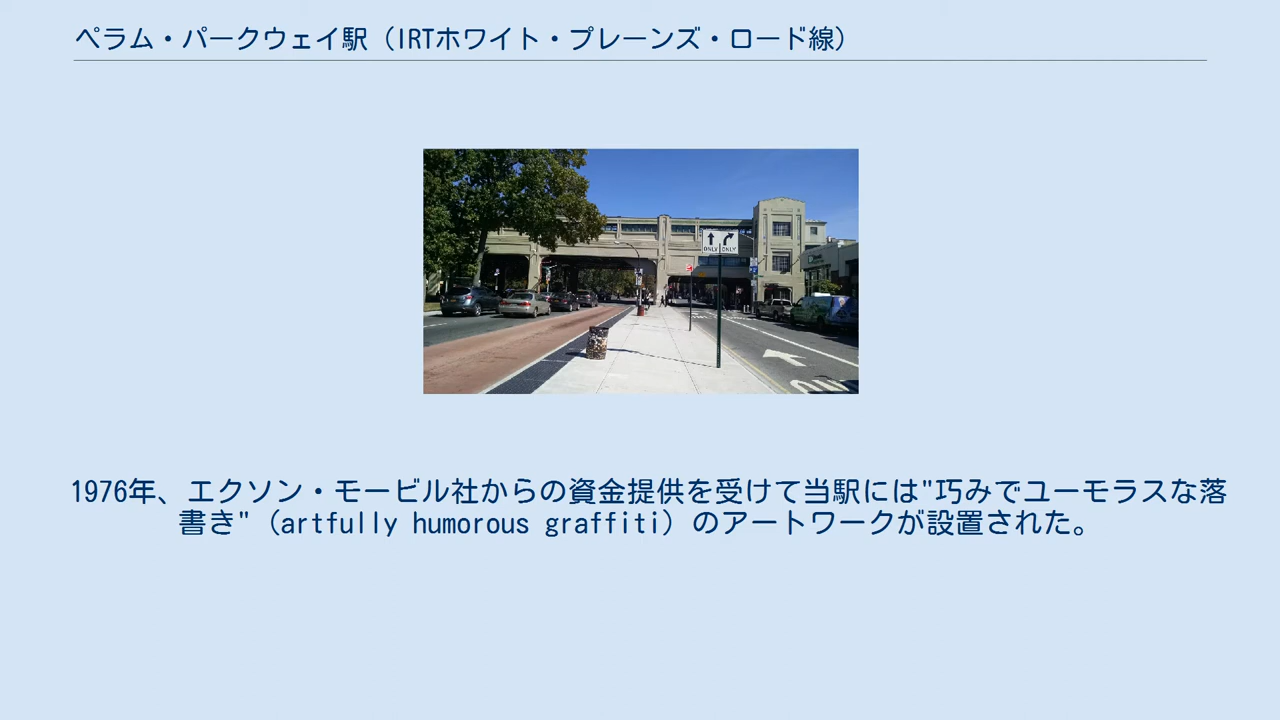 ペラム・パークウェイ駅（IRTホワイト・プレーンズ・ロード線）
ONLY ONLY
1976年、エクソン・モービル社からの資金提供を受けて当駅には"巧みでユーモラスな落
書き"（artfully humorous graffiti）のアートワークが設置された。